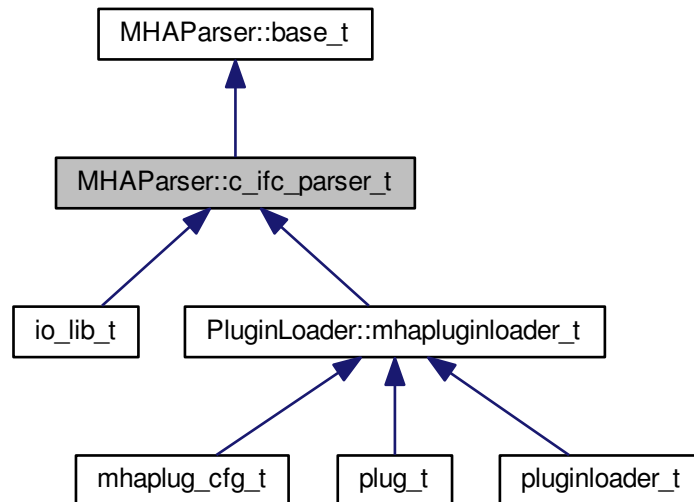 MHAParser::base_t
MHAParser::c_ifc_parser_t
io_lib_t
PluginLoader::mhapluginloader_t
mhaplug_cfg_t
plug_t
pluginloader_t